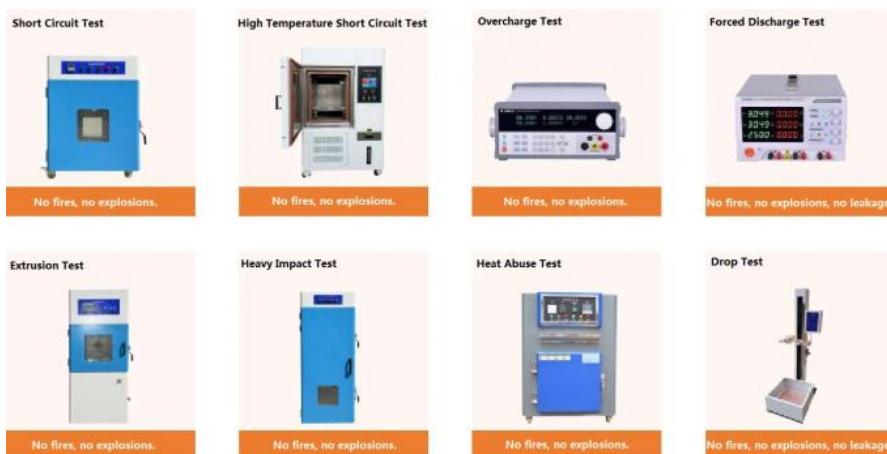 Short Circuit Test
High Temperature Short Circuit Test
Overcharge Test
Forced Discharge Test
No fires, no explosions.
No fires, no explosions.
No fires, no explosions.
No fires, no explosions, no leakage
Extrusion Test
Heavy Impact Test
Heat Abuse Test
Drop Test
No fires, no explosions.
No fires, no explosions.
No fires, no explosions.
No fires, no explosions, no leakage